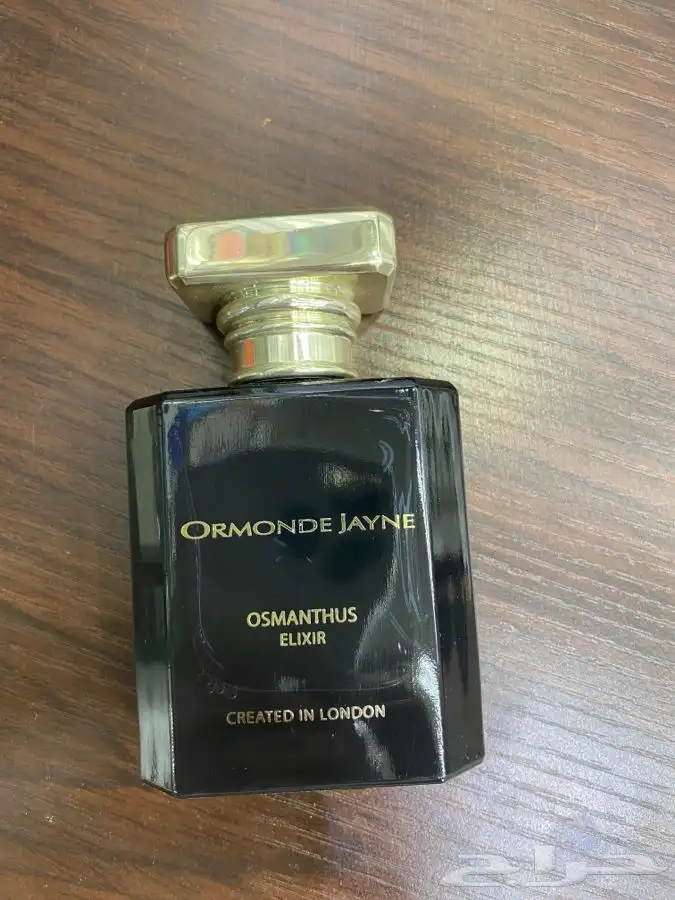 ORMONDE JAYNE
OSMANTHUS
ELIXIR
CREATED IN LONDON
حراج